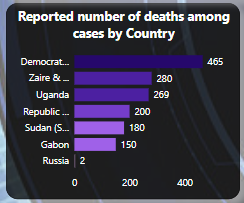 Reported number of deaths among
cases by Country
Democrat... 465
Zaire & ... 280
Uganda 269
Republic ... 200
Sudan (S... 180
Gabon 150
Russia 2
0 200 400